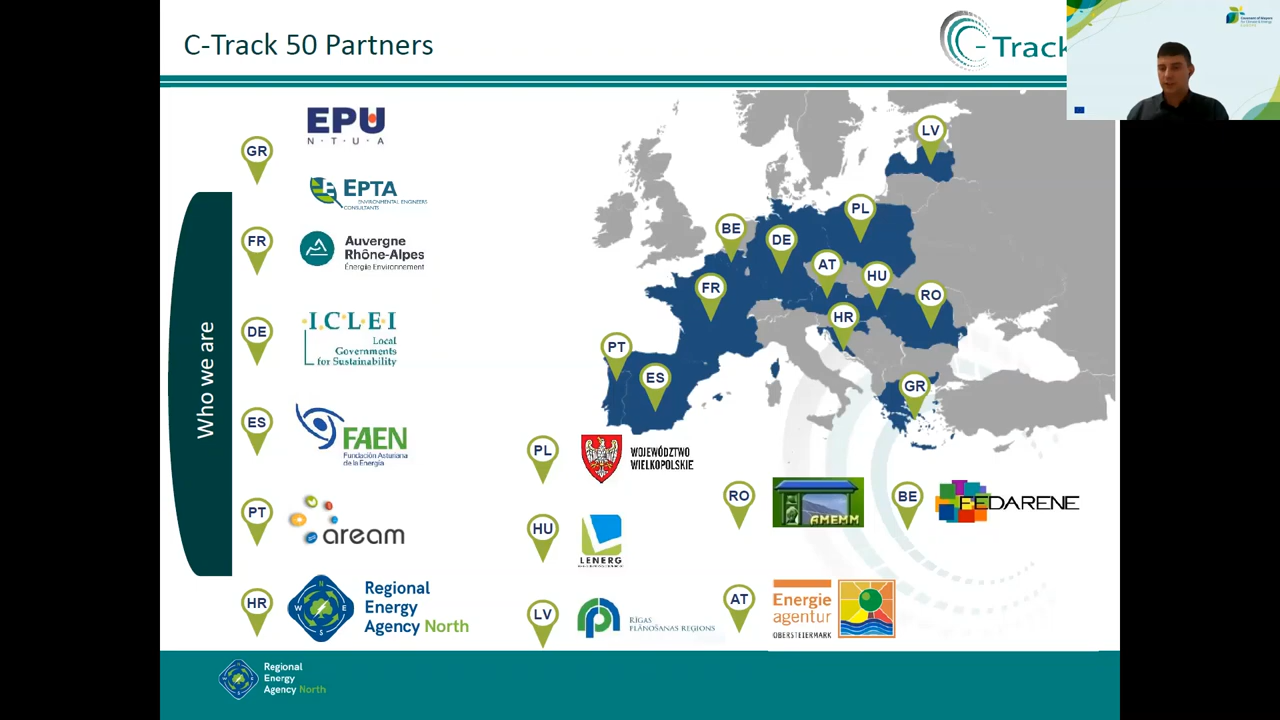 C-Track 50 Partners
C-Track
Who we are
GR
EPU
N·T·U·A
EPTA
ENVIRONMENTAL ENGINEERS
CONSULTANTS
FR
Auvergne
Rhône-Alpes
Énergie Environnement
DE
I.C.L.E.I
Local
Governments
for Sustainability
ES
FAEN
Fundación Asturiana
de la Energía
PT
aream
HR
N
W
E
S
Regional
Energy
Agency North
PL
WOJEWÓDZTWO
WIELKOPOLSKIE
HU
LENERG
LV
RĪGAS
PLĀNOŠANAS REĢIONS
RO
AMEMM
AT
Energie
agentur
OBERSTEIERMARK
BE
FEDARENE
LV
PL
BE
DE
AT
HU
FR
RO
HR
PT
ES
GR
Regional
Energy
Agency North